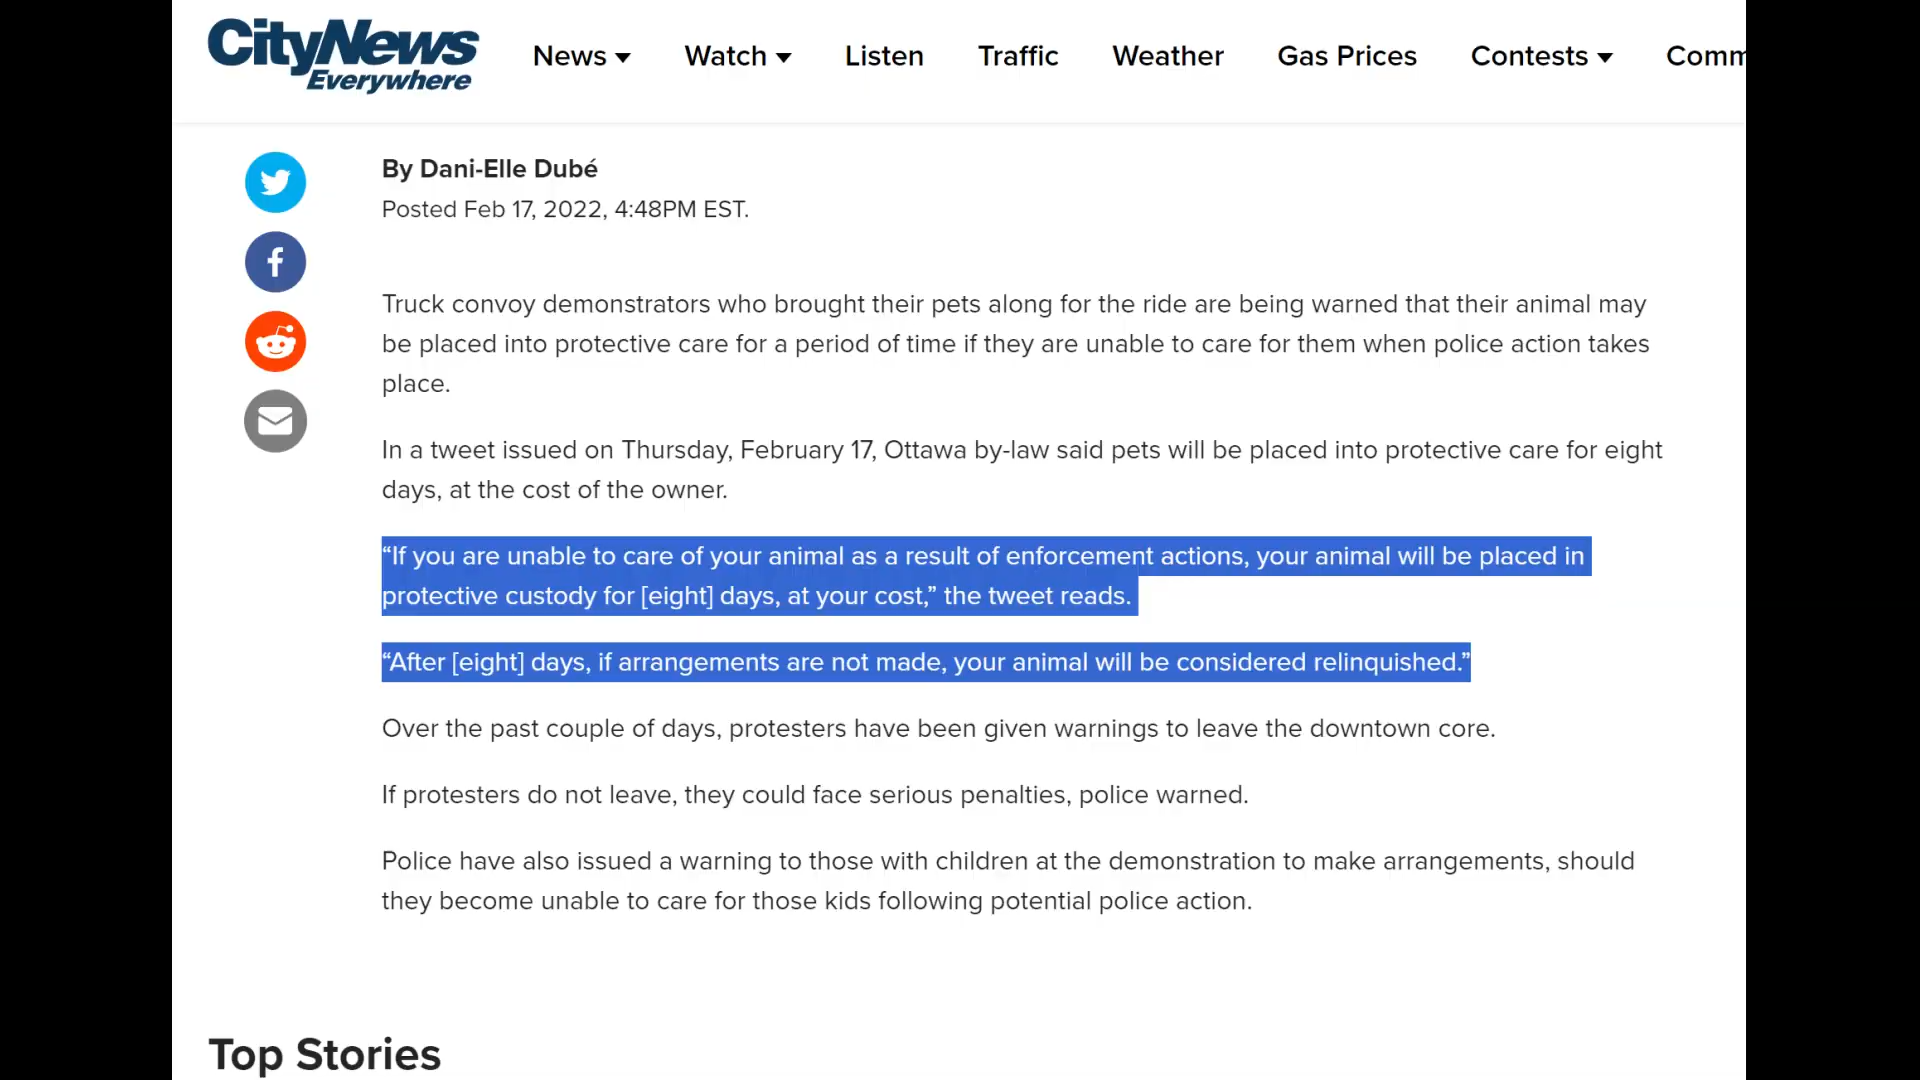 CityNews
Everywhere
News Watch Listen Traffic Weather Gas Prices Contests Comm
By Dani-Elle Dubé
Posted Feb 17, 2022, 4:48PM EST.
Truck convoy demonstrators who brought their pets along for the ride are being warned that their animal may
be placed into protective care for a period of time if they are unable to care for them when police action takes
place.
In a tweet issued on Thursday, February 17, Ottawa by-law said pets will be placed into protective care for eight
days, at the cost of the owner.
“If you are unable to care of your animal as a result of enforcement actions, your animal will be placed in
protective custody for [eight] days, at your cost,” the tweet reads.
“After [eight] days, if arrangements are not made, your animal will be considered relinquished.”
Over the past couple of days, protesters have been given warnings to leave the downtown core.
If protesters do not leave, they could face serious penalties, police warned.
Police have also issued a warning to those with children at the demonstration to make arrangements, should
they become unable to care for those kids following potential police action.
Top Stories